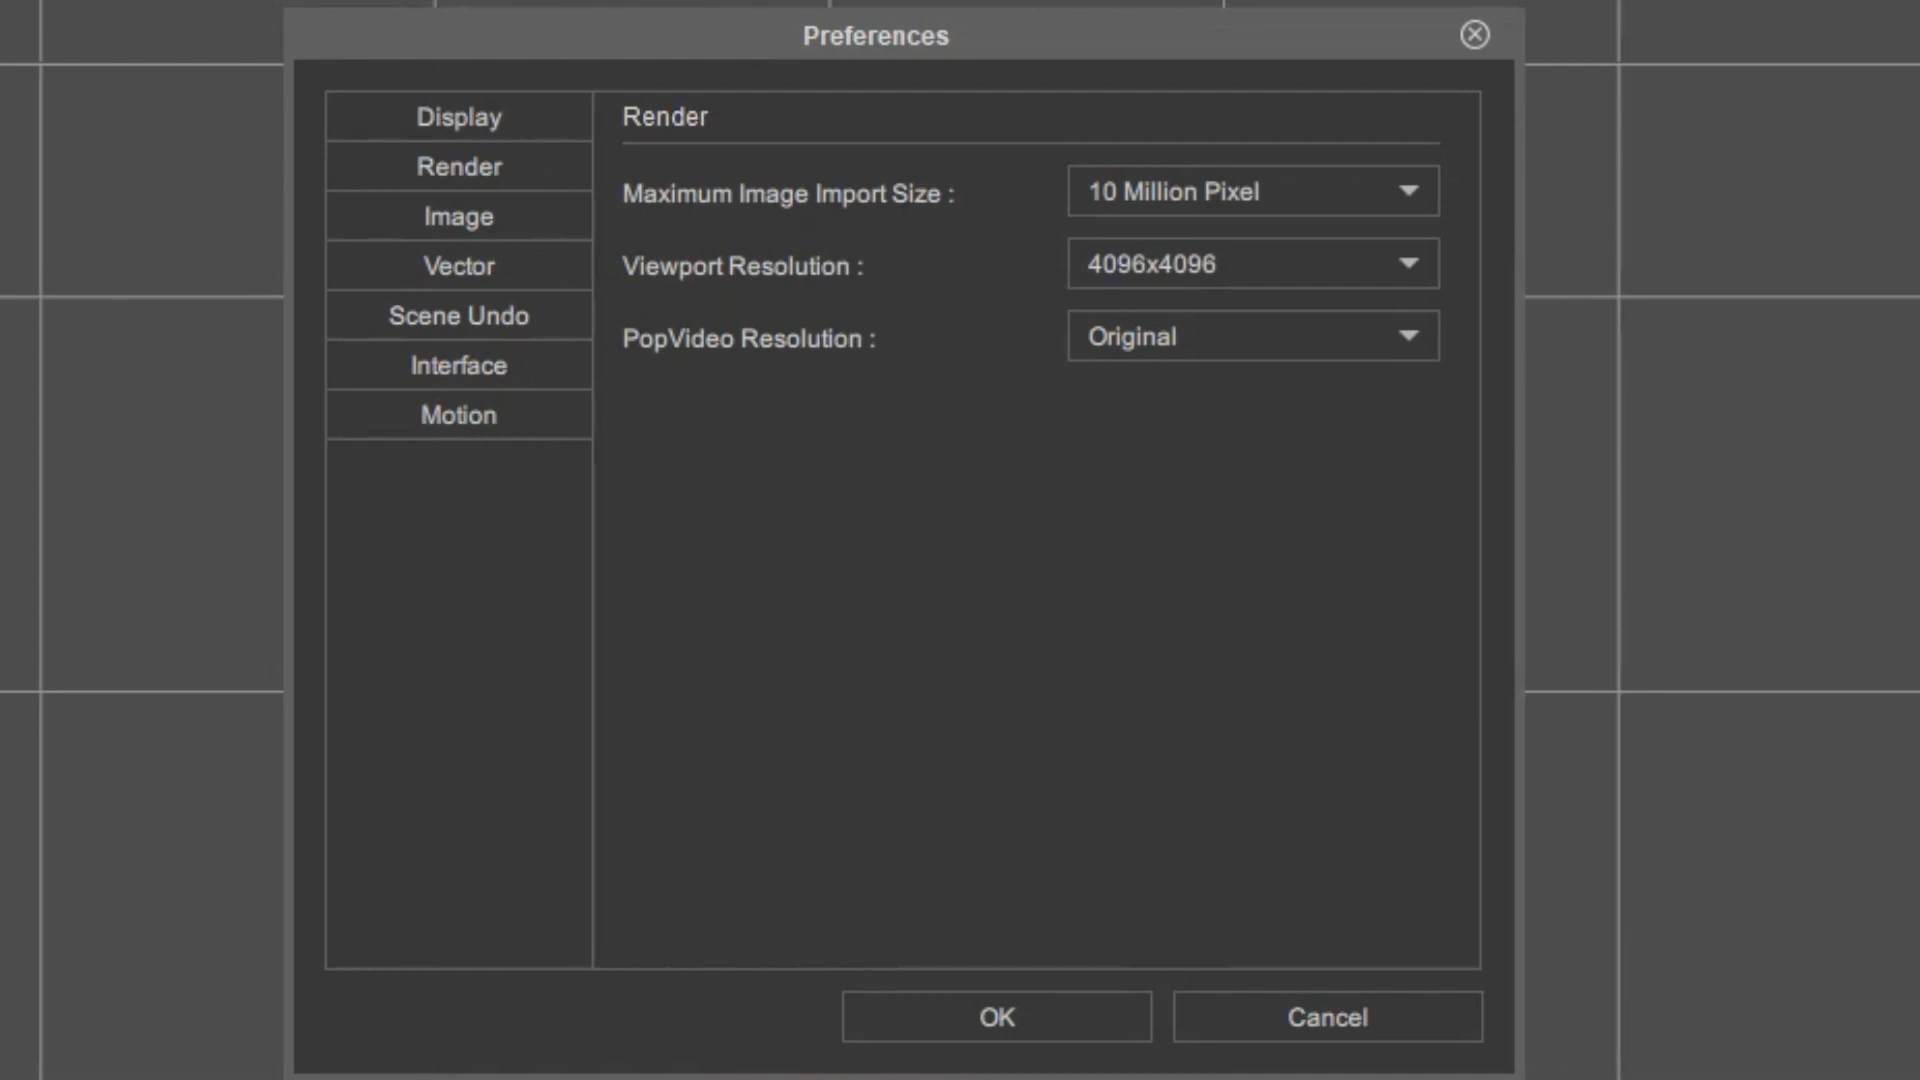 Preferences
Display
Render
Image
Vector
Scene Undo
Interface
Motion
Render
Maximum Image Import Size : 10 Million Pixel
Viewport Resolution : 4096x4096
PopVideo Resolution : Original
OK Cancel